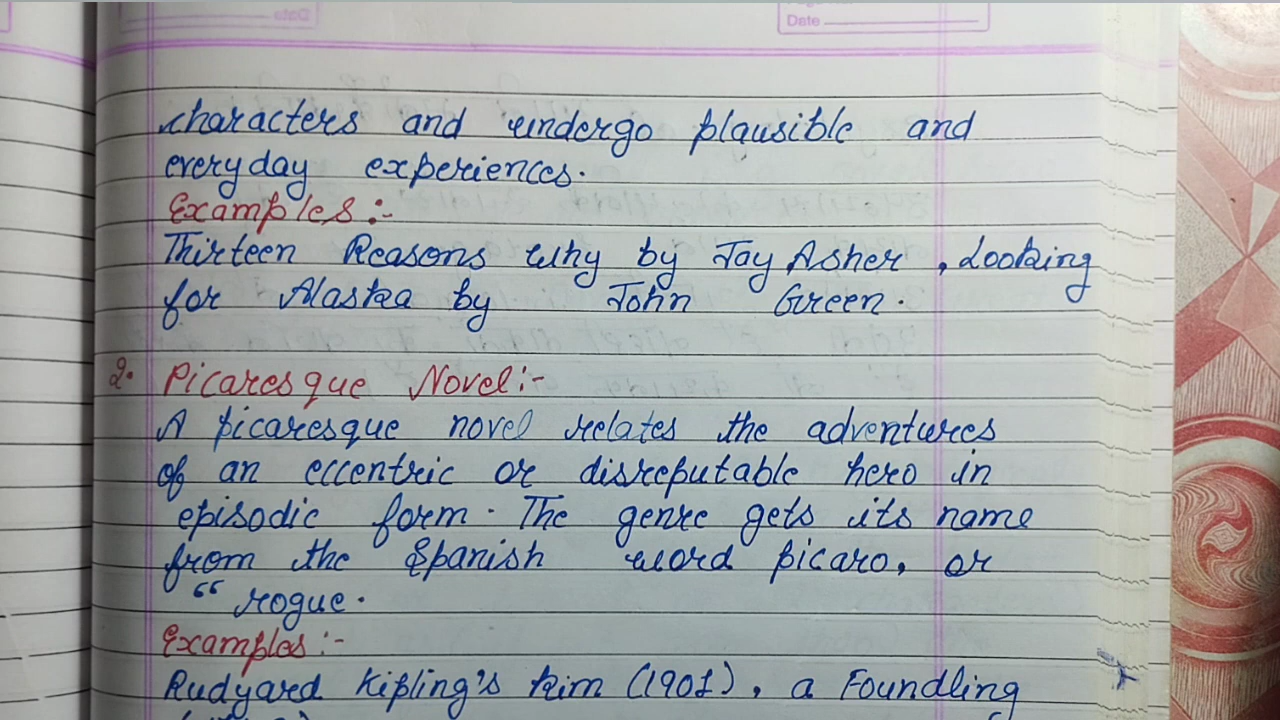 Date
characters and undergo plausible and
everyday experiences.
Examples :-
Thirteen Reasons Why by Jay Asher, Looking
for Alaska by John Green.
2. Picaresque Novel :-
A picaresque novel relates the adventures
of an eccentric or disreputable hero in
episodic form. The genre gets its name
from the Spanish word picaro, or
“ rogue.
Examples :-
Rudyard Kipling's Kim (1901), a Foundling